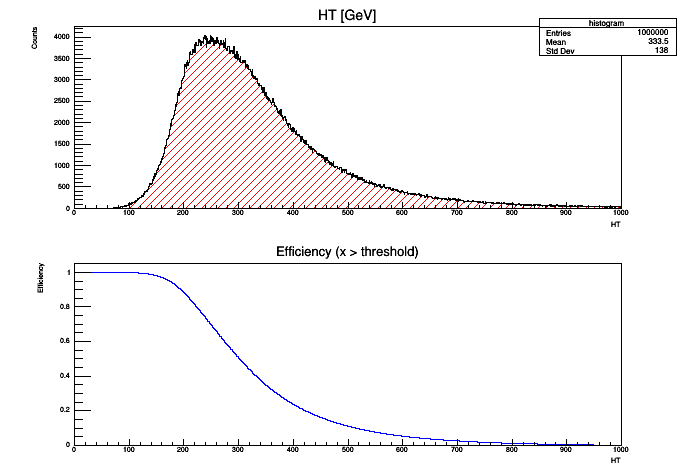 HT [GeV]
histogram
Entries 1000000
Mean 333.5
Std Dev 138
Counts
4000
3500
3000
2500
2000
1500
1000
500
0
0 100 200 300 400 500 600 700 800 900 1000
HT
Efficiency (x > threshold)
Efficiency
1
0.8
0.6
0.4
0.2
0
0 100 200 300 400 500 600 700 800 900 1000
HT